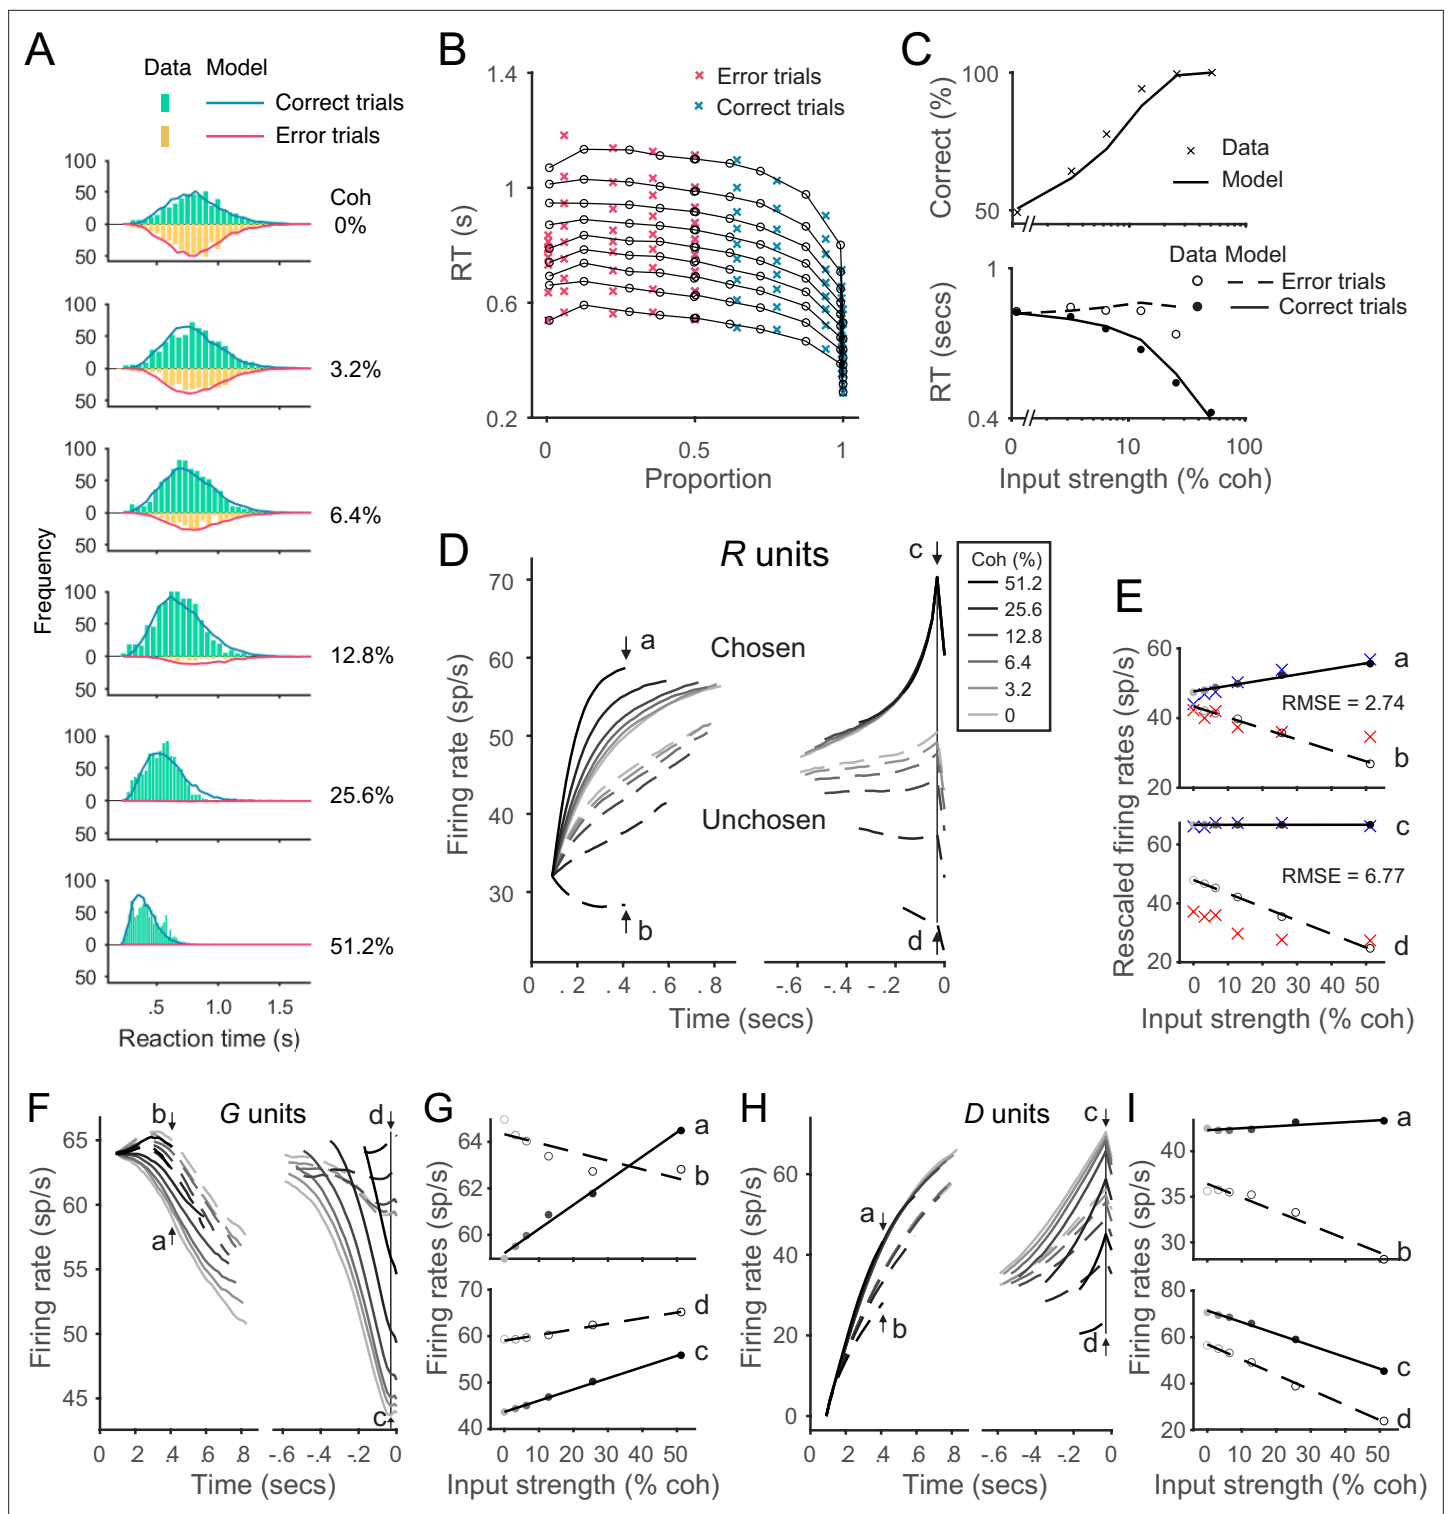 A
Data Model
Correct trials
Error trials
100
50
0
50
Coh
0%
100
50
0
50
3.2%
100
50
0
50
6.4%
100
50
0
50
12.8%
100
50
0
50
25.6%
100
50
0
50
51.2%
Frequency
.5 1.0 1.5
Reaction time (s)
B
Error trials
Correct trials
1.4
1
0.6
0.2
RT (s)
0 0.5 1
Proportion
C
100
50
Correct (%)
Data
Model
Data Model
Error trials
Correct trials
1
0.4
RT (secs)
0 10 100
Input strength (% coh)
D
R units
c
Coh (%)
51.2
25.6
12.8
6.4
3.2
0
70
60
50
40
30
Firing rate (sp/s)
a
Chosen
Unchosen
b
d
0 .2 .4 .6 .8
-.6 -.4 -.2 0
Time (secs)
E
60
40
20
a
RMSE = 2.74
b
60
40
20
c
RMSE = 6.77
d
Rescaled firing rates (sp/s)
0 10 20 30 40 50
Input strength (% coh)
F
G units
b
d
65
60
55
50
45
Firing rate (sp/s)
a
c
0 .2 .4 .6 .8
-.6 -.4 -.2 0
Time (secs)
G
64
62
60
a
b
70
60
50
40
d
c
Firing rates (sp/s)
0 10 20 30 40 50
Input strength (% coh)
H
D units
c
60
40
20
0
Firing rate (sp/s)
a
b
d
0 2 .4 .6 .8
-.6 -.4 -.2 0
Time (secs)
I
40
35
30
a
b
80
60
40
20
c
d
Firing rates (sp/s)
0 10 20 30 40 50
Input strength (% coh)